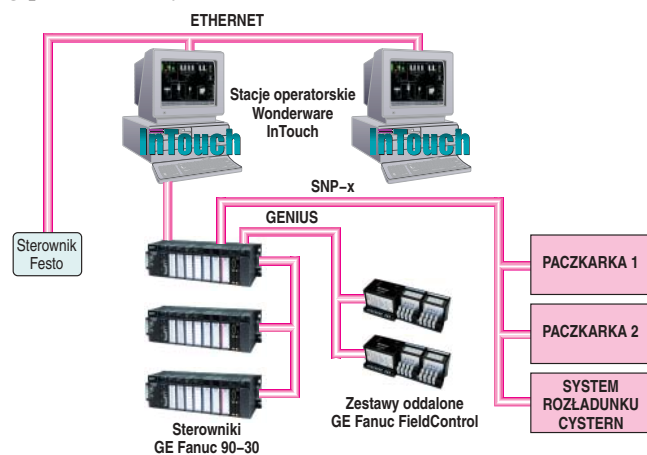 ETHERNET
Stacje operatorskie
Wonderware
InTouch
InTouch
InTouch
SNP-x
GENIUS
Sterownik
Festo
PACZKARKA 1
PACZKARKA 2
SYSTEM
ROZŁADUNKU
CYSTERN
Zestawy oddalone
GE Fanuc FieldControl
Sterowniki
GE Fanuc 90-30